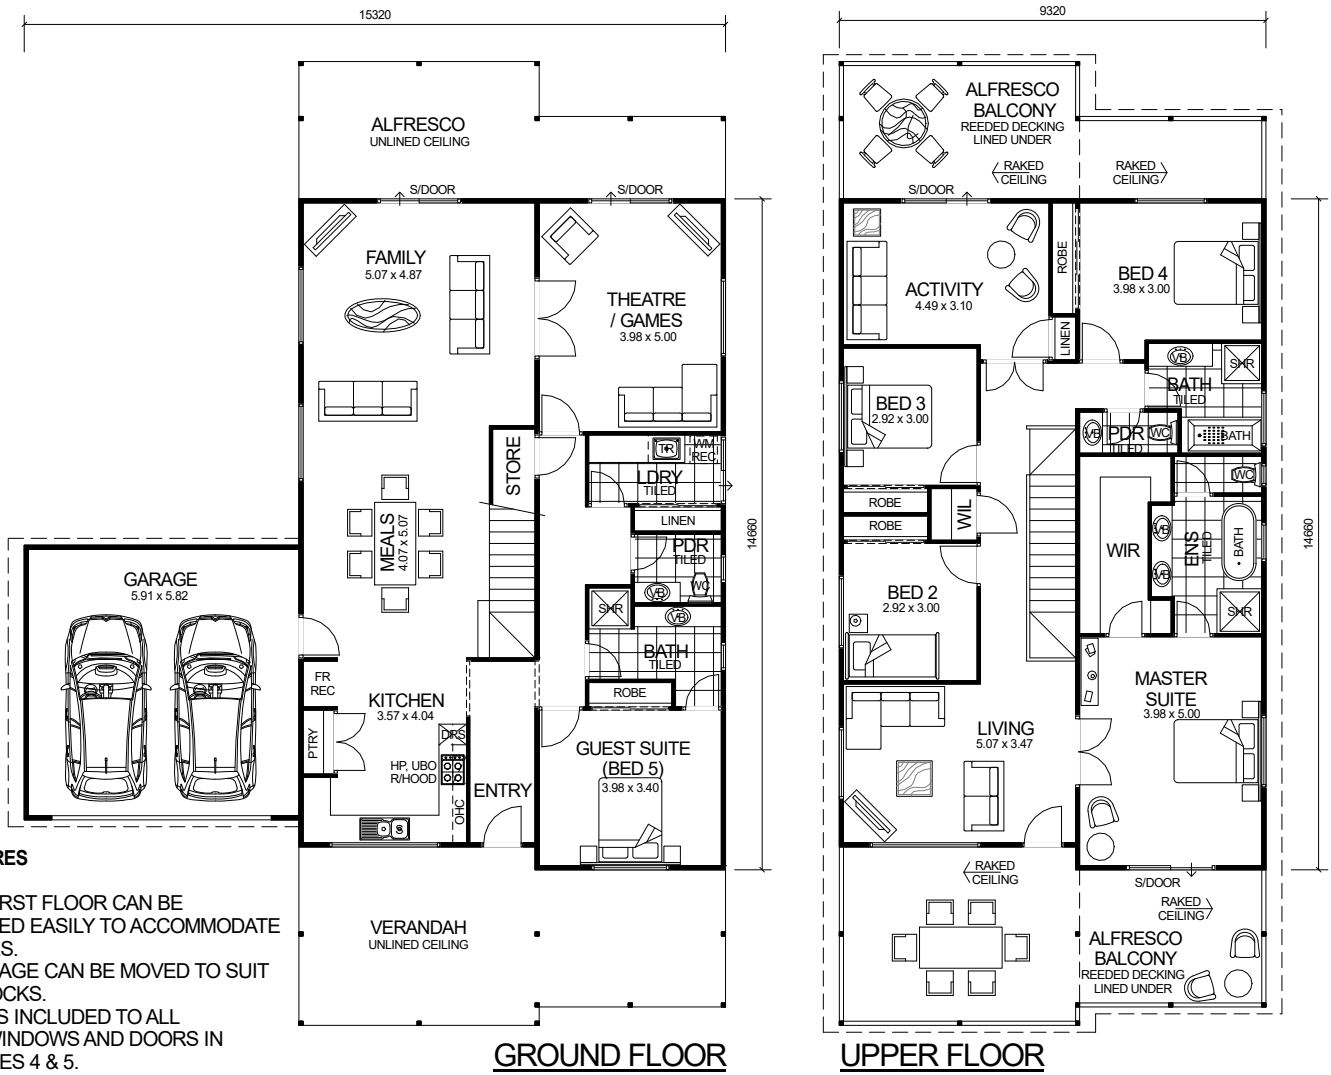 15320
9320
ALFRESCO
UNLINED CEILING
S/DOOR
S/DOOR
FAMILY
5.07 x 4.87
THEATRE
/ GAMES
3.98 x 5.00
STORE
TR
WM
REC
LDRY
TILED
LINEN
PDR
TILED
WC
VB
SHR
VB
BATH
TILED
ROBE
MEALS
4.07 x 5.07
GARAGE
5.91 x 5.82
FR
REC
KITCHEN
3.57 x 4.04
PTRY
DRS
HP, UBO
R/HOOD
OHC
ENTRY
GUEST SUITE
(BED 5)
3.98 x 3.40
VERANDAH
UNLINED CEILING
14660
GROUND FLOOR
RES
RST FLOOR CAN BE
ED EASILY TO ACCOMMODATE
S.
AGE CAN BE MOVED TO SUIT
OCKS.
S INCLUDED TO ALL
WINDOWS AND DOORS IN
ES 4 & 5.
ALFRESCO
BALCONY
REEDED DECKING
LINED UNDER
RAKED
CEILING
RAKED
CEILING
S/DOOR
ACTIVITY
4.49 x 3.10
ROBE
LINEN
BED 4
3.98 x 3.00
VB
SHR
BATH
TILED
BED 3
2.92 x 3.00
VB
PDR
TILED
WC
BATH
ROBE
ROBE
WIL
WIR
WC
VB
VB
ENS
TILED
BATH
SHR
BED 2
2.92 x 3.00
MASTER
SUITE
3.98 x 5.00
LIVING
5.07 x 3.47
RAKED
CEILING
S/DOOR
RAKED
CEILING
ALFRESCO
BALCONY
REEDED DECKING
LINED UNDER
14660
UPPER FLOOR